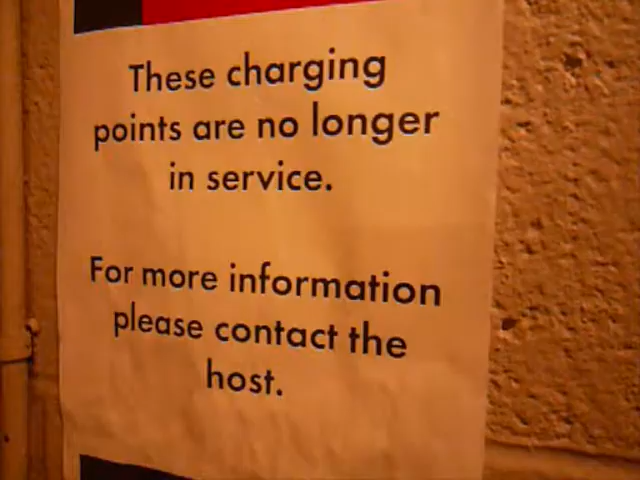 These charging
points are no longer
in service.
For more information
please contact the
host.